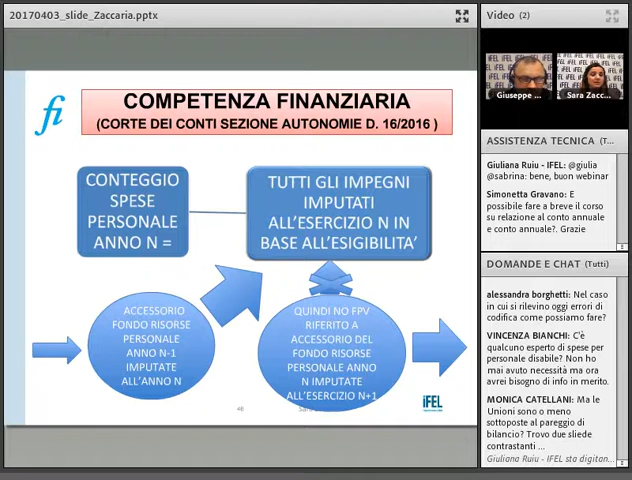 20170403_slide_Zaccaria.pptx
COMPETENZA FINANZIARIA
(CORTE DEI CONTI SEZIONE AUTONOMIE D. 16/2016 )
CONTEGGIO
SPESE
PERSONALE
ANNO N =
TUTTI GLI IMPEGNI
IMPUTATI
ALL'ESERCIZIO N IN
BASE ALL'ESIGIBILITA'
ACCESSORIO
FONDO RISORSE
PERSONALE
ANNO N-1
IMPUTATE
ALL'ANNO N
QUINDI NO FPV
RIFERITO A
ACCESSORIO DEL
FONDO RISORSE
PERSONALE ANNO
N IMPUTATE
ALL'ESERCIZIO N+1
48
iFEL
Video (2)
Giuseppe ...
Sara Zacc...
ASSISTENZA TECNICA (T...
Giuliana Ruiu - IFEL: @giulia
@sabrina: bene, buon webinar
Simonetta Gravano: E
possibile fare a breve il corso
su relazione al conto annuale
e conto annuale?. Grazie
DOMANDE E CHAT (Tutti)
alessandra borghetti: Nel caso
in cui si rilevino oggi errori di
codifica come possiamo fare?
VINCENZA BIANCHI: C'è
qualcuno esperto di spese per
personale disabile? Non ho
mai avuto necessità ma ora
avrei bisogno di info in merito.
MONICA CATELLANI: Ma le
Unioni sono o meno
sottoposte al pareggio di
bilancio? Trovo due sliede
contrastanti ...
Giuliana Ruiu - IFEL sta digitan...